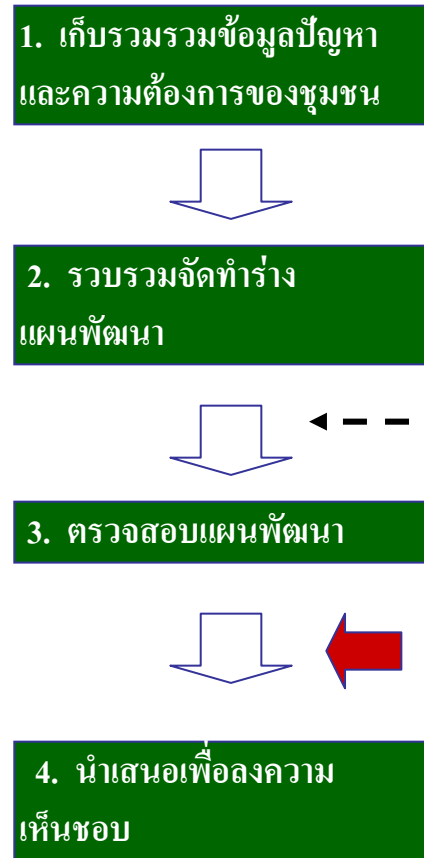 1. เก็บรวมรวมข้อมูลปัญหา
และความต้องการของชุมชน
2. รวบรวมจัดทำร่าง
แผนพัฒนา
3. ตรวจสอบแผนพัฒนา
4. นำเสนอเพื่อลงความ
เห็นชอบ